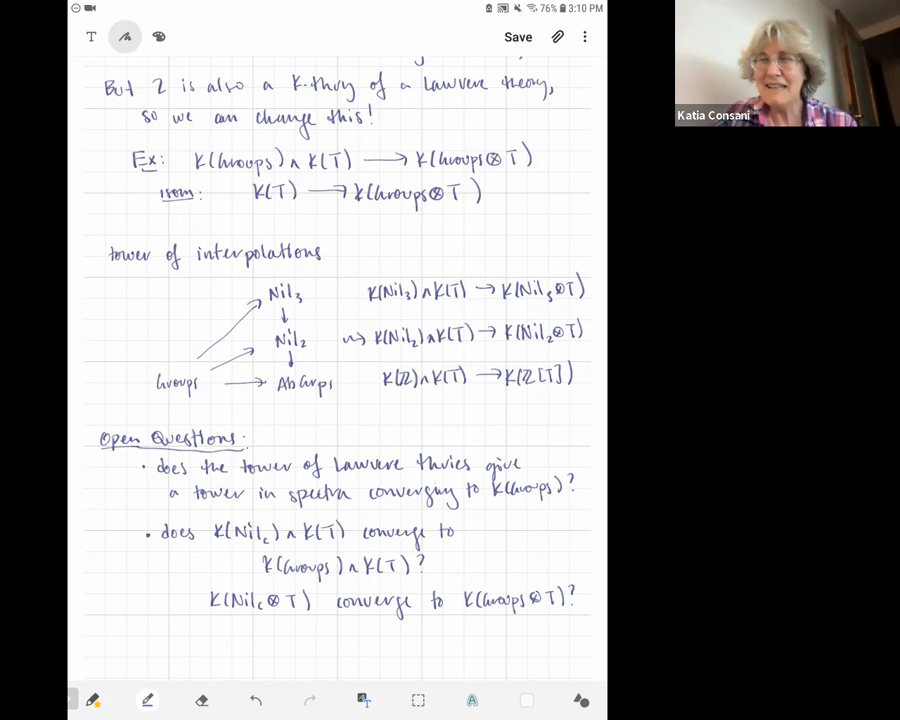 76% 3:10 PM
T
Save
But Z is also a K-thry of a Lawvere theory,
so we can change this!
Ex: K(Groups) ∧ K(T) → K(Groups ⊗ T)
isom: K(T) → K(Groups ⊗ T)
tower of interpolations
Nil₃ K(Nil₃) ∧ K(T) → K(Nil₃ ⊗ T)
↓
Nil₂ ⇝ K(Nil₂) ∧ K(T) → K(Nil₂ ⊗ T)
↓
Groups → AbGrps K(ℤ) ∧ K(T) → K(ℤ[T])
Open Questions:
· does the tower of Lawvere thries give
a tower in spectra converging to K(Groups)?
· does K(Nil_c) ∧ K(T) converge to
K(Groups) ∧ K(T)?
K(Nil_c ⊗ T) converge to K(Groups ⊗ T)?
Katia Consani